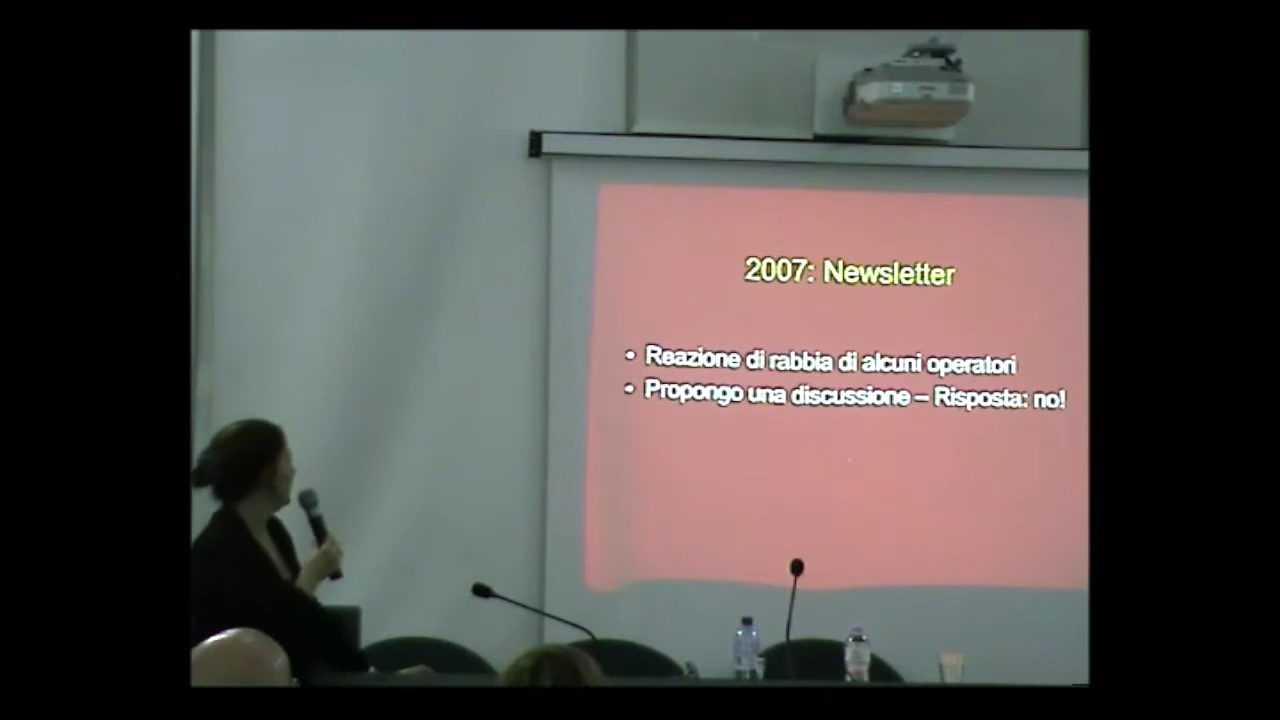 2007: Newsletter
• Reazione di rabbia di alcuni operatori
• Propongo una discussione – Risposta: no!